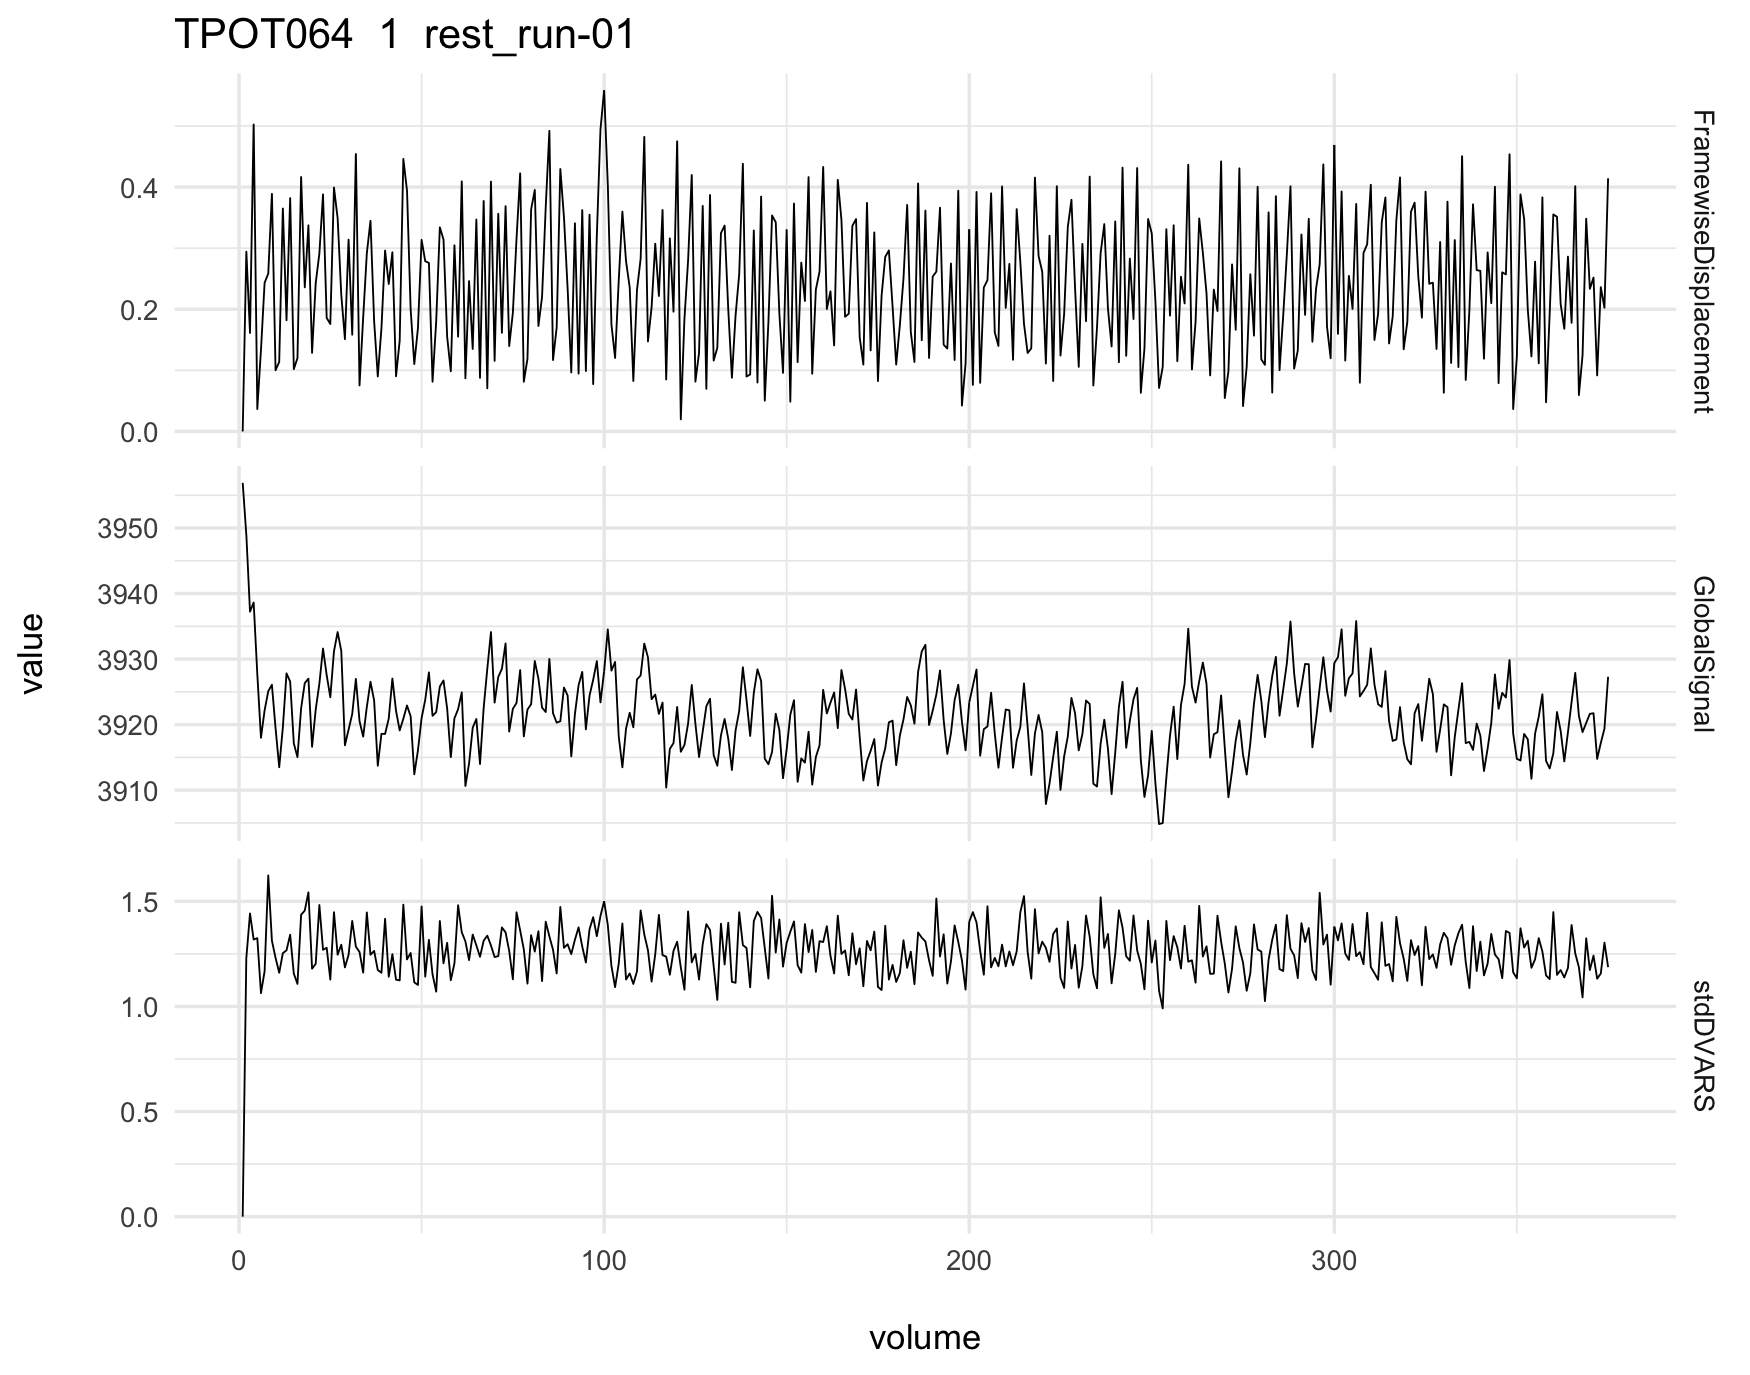 TPOT064 1 rest_run-01
0.4
0.2
0.0
FramewiseDisplacement
3950
3940
3930
3920
3910
GlobalSignal
value
1.5
1.0
0.5
0.0
stdDVARS
0 100 200 300
volume